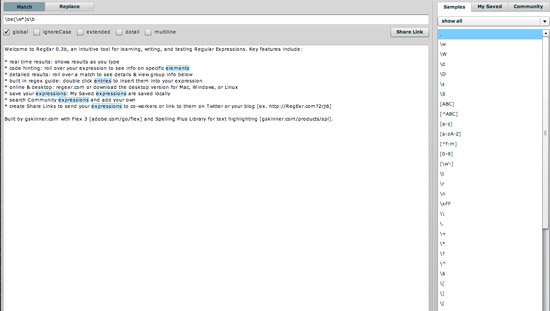 Match Replace Samples My Saved Community
\be(\w*)s\b
show all
global ignoreCase extended dotall multiline Share Link
Welcome to RegExr 0.3b, an intuitive tool for learning, writing, and testing Regular Expressions. Key features include:
* real time results: shows results as you type
* code hinting: roll over your expression to see info on specific elements
* detailed results: roll over a match to see details & view group info below
* built in regex guide: double click entries to insert them into your expression
* online & desktop: regexr.com or download the desktop version for Mac, Windows, or Linux
* save your expressions: My Saved expressions are saved locally
* search Community expressions and add your own
* create Share Links to send your expressions to co-workers or link to them on Twitter or your blog [ex. http://RegExr.com?2rj6]
Built by gskinner.com with Flex 3 [adobe.com/go/flex] and Spelling Plus Library for text highlighting [gskinner.com/products/spl].
.
\w
\W
\d
\D
\s
\S
[ABC]
[^ABC]
[a-z]
[a-zA-Z]
[^f-m]
[0-9]
[\w'-]
\t
\r
\n
\xFF
\\
\.
\+
\*
\?
\^
\$
\[
\]
\(